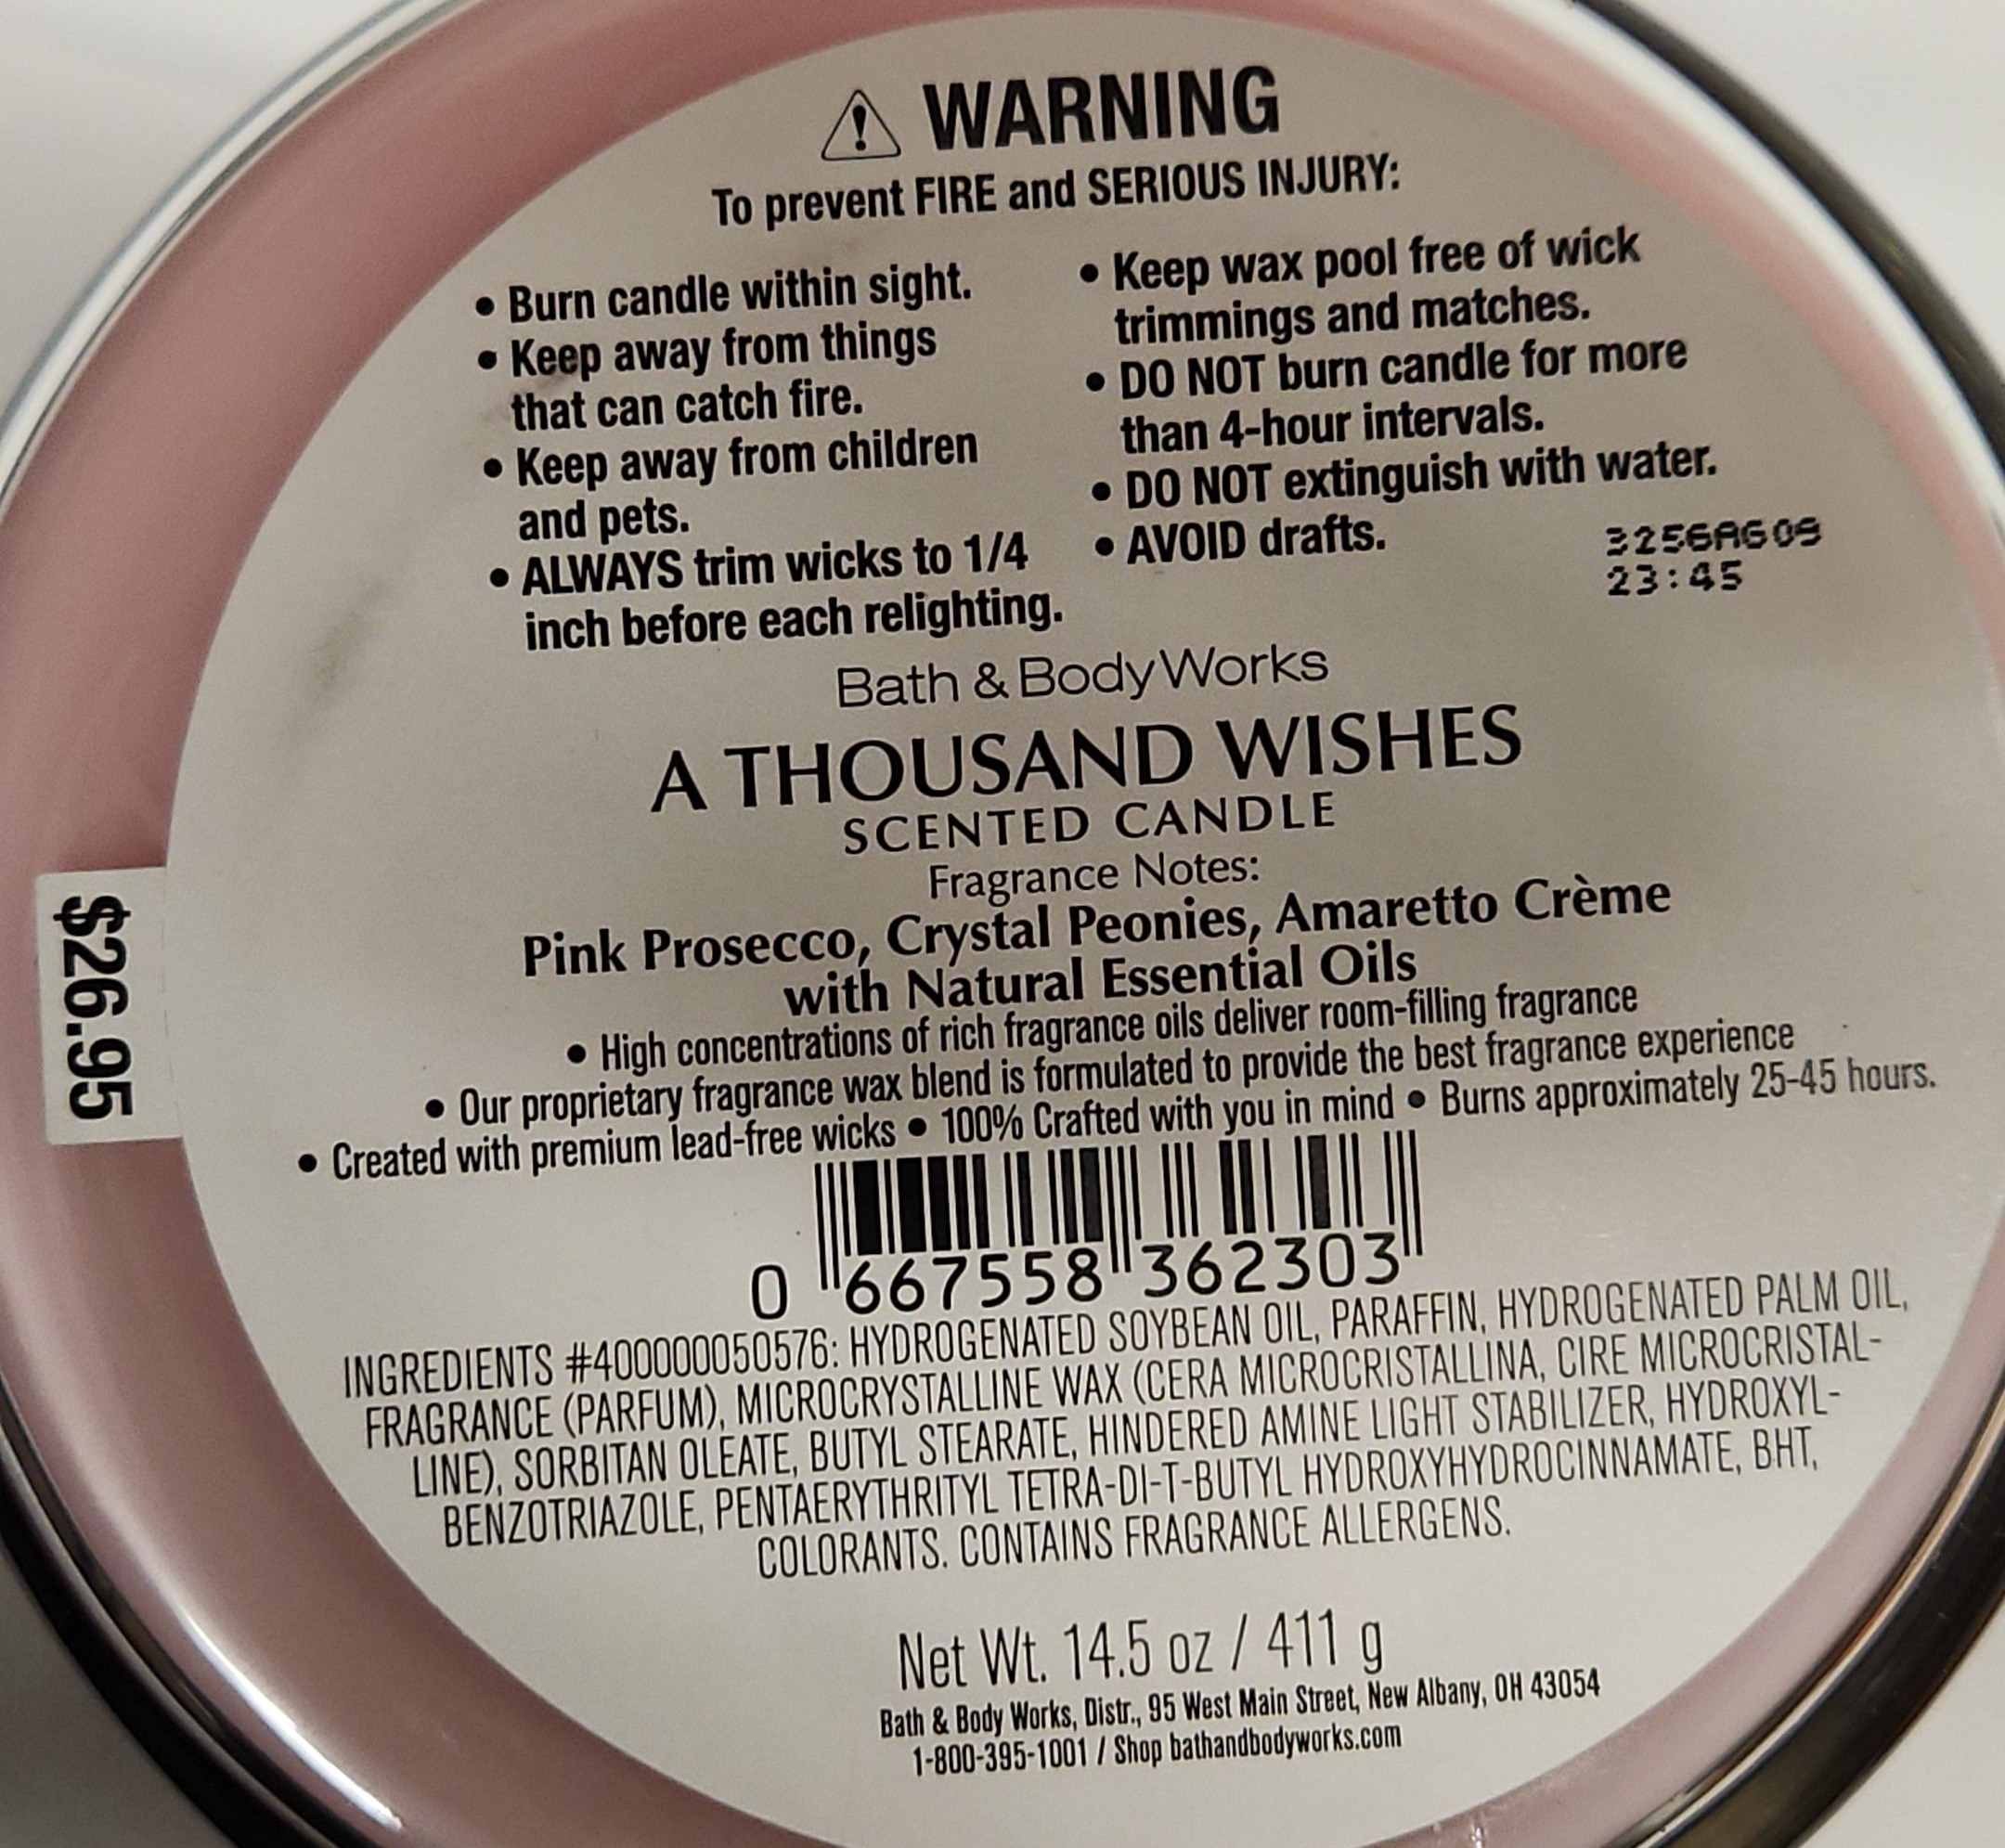 WARNING
To prevent FIRE and SERIOUS INJURY:
• Burn candle within sight.
• Keep away from things
that can catch fire.
• Keep away from children
and pets.
• ALWAYS trim wicks to 1/4
inch before each relighting.
• Keep wax pool free of wick
trimmings and matches.
• DO NOT burn candle for more
than 4-hour intervals.
• DO NOT extinguish with water.
• AVOID drafts.
3256AG09
23:45
Bath & Body Works
A THOUSAND WISHES
SCENTED CANDLE
Fragrance Notes:
Pink Prosecco, Crystal Peonies, Amaretto Crème
with Natural Essential Oils
• High concentrations of rich fragrance oils deliver room-filling fragrance
• Our proprietary fragrance wax blend is formulated to provide the best fragrance experience
• Created with premium lead-free wicks • 100% Crafted with you in mind • Burns approximately 25-45 hours.
$26.95
0 667558 362303
INGREDIENTS #400000050576: HYDROGENATED SOYBEAN OIL, PARAFFIN, HYDROGENATED PALM OIL,
FRAGRANCE (PARFUM), MICROCRYSTALLINE WAX (CERA MICROCRISTALLINA, CIRE MICROCRISTAL-
LINE), SORBITAN OLEATE, BUTYL STEARATE, HINDERED AMINE LIGHT STABILIZER, HYDROXYL-
BENZOTRIAZOLE, PENTAERYTHRITYL TETRA-DI-T-BUTYL HYDROXYHYDROCINNAMATE, BHT,
COLORANTS. CONTAINS FRAGRANCE ALLERGENS.
Net Wt. 14.5 oz / 411 g
Bath & Body Works, Distr., 95 West Main Street, New Albany, OH 43054
1-800-395-1001 / Shop bathandbodyworks.com